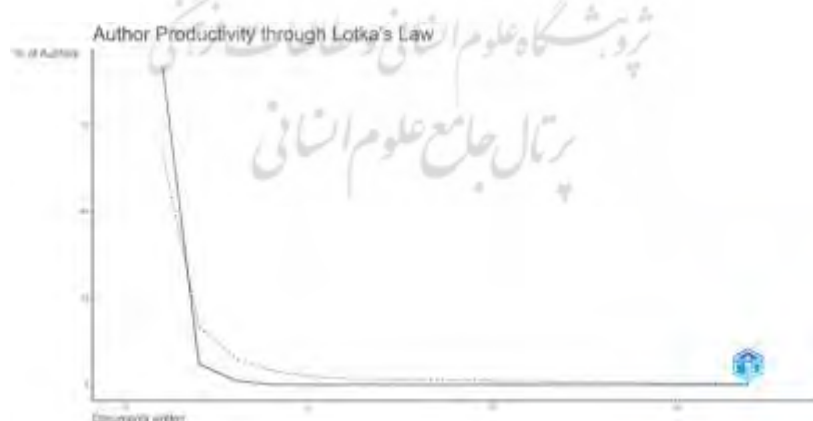 Author Productivity through Lotka's Law
پژوهشگاه علوم انسانی و مطالعات فرهنگی
% of Authors
پرتال جامع علوم انسانی
Documents written